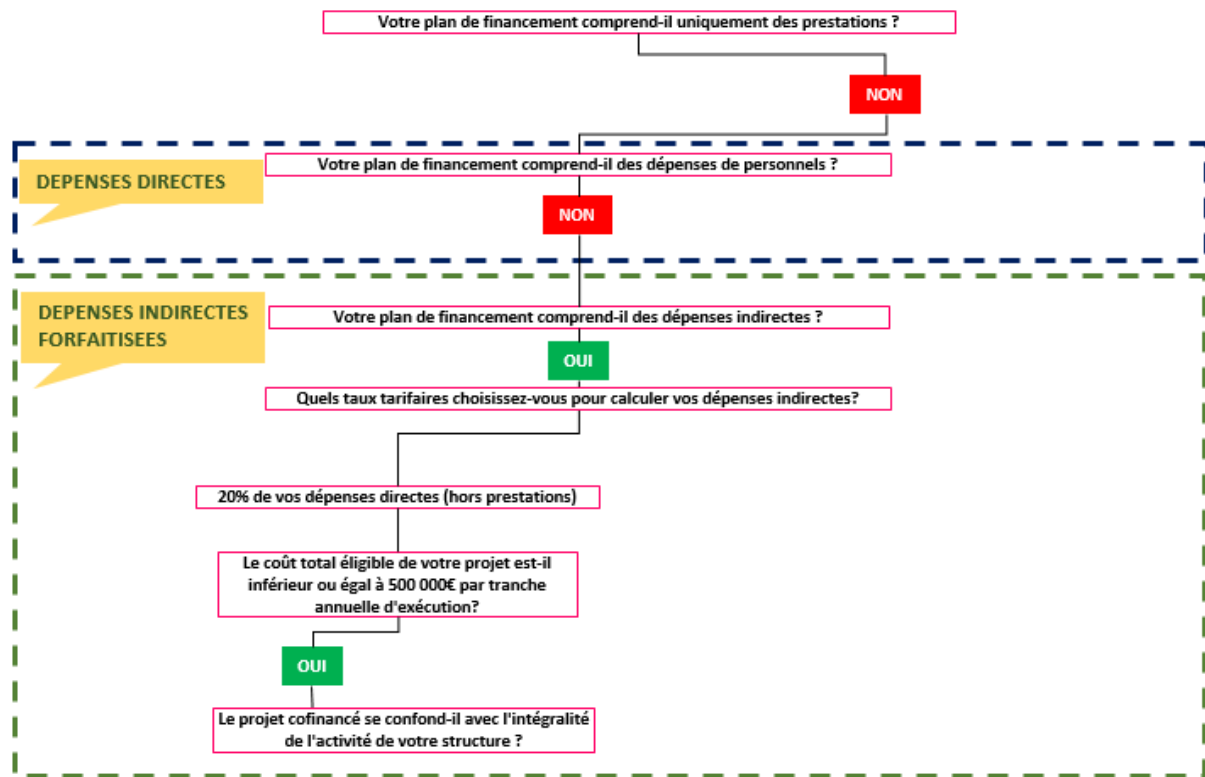 Votre plan de financement comprend-il uniquement des prestations ?
NON
Votre plan de financement comprend-il des dépenses de personnels ?
DEPENSES DIRECTES
NON
DEPENSES INDIRECTES
FORFAITISEES
Votre plan de financement comprend-il des dépenses indirectes ?
OUI
Quels taux tarifaires choisissez-vous pour calculer vos dépenses indirectes?
20% de vos dépenses directes (hors prestations)
Le coût total éligible de votre projet est-il
inférieur ou égal à 500 000€ par tranche
annuelle d'exécution?
OUI
Le projet cofinancé se confond-il avec l'intégralité
de l'activité de votre structure ?